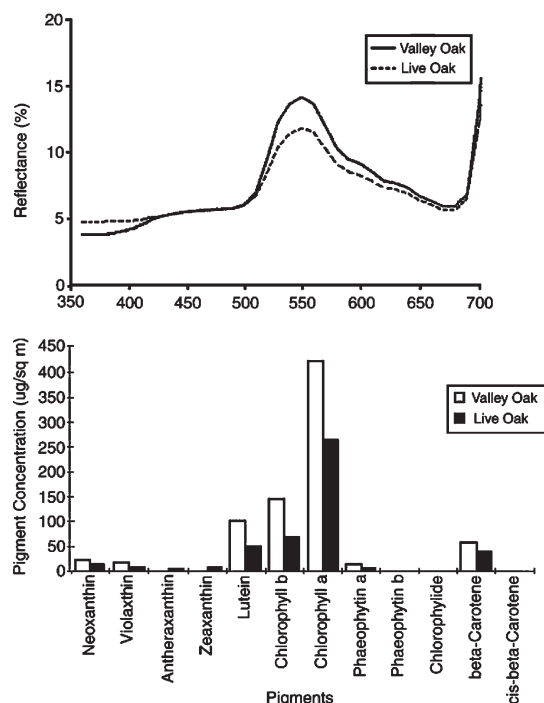 20
Valley Oak
Live Oak
15
Reflectance (%)
10
5
0
350 400 450 500 550 600 650 700
450
400
350
300
250
200
150
100
50
0
Pigment Concentration (ug/sq m)
Valley Oak
Live Oak
Neoxanthin
Violaxthin
Antheraxanthin
Zeaxanthin
Lutein
Chlorophyll b
Chlorophyll a
Phaeophytin a
Phaeophytin b
Chlorophyllide
beta-Carotene
cis-beta-Carotene
Pigments